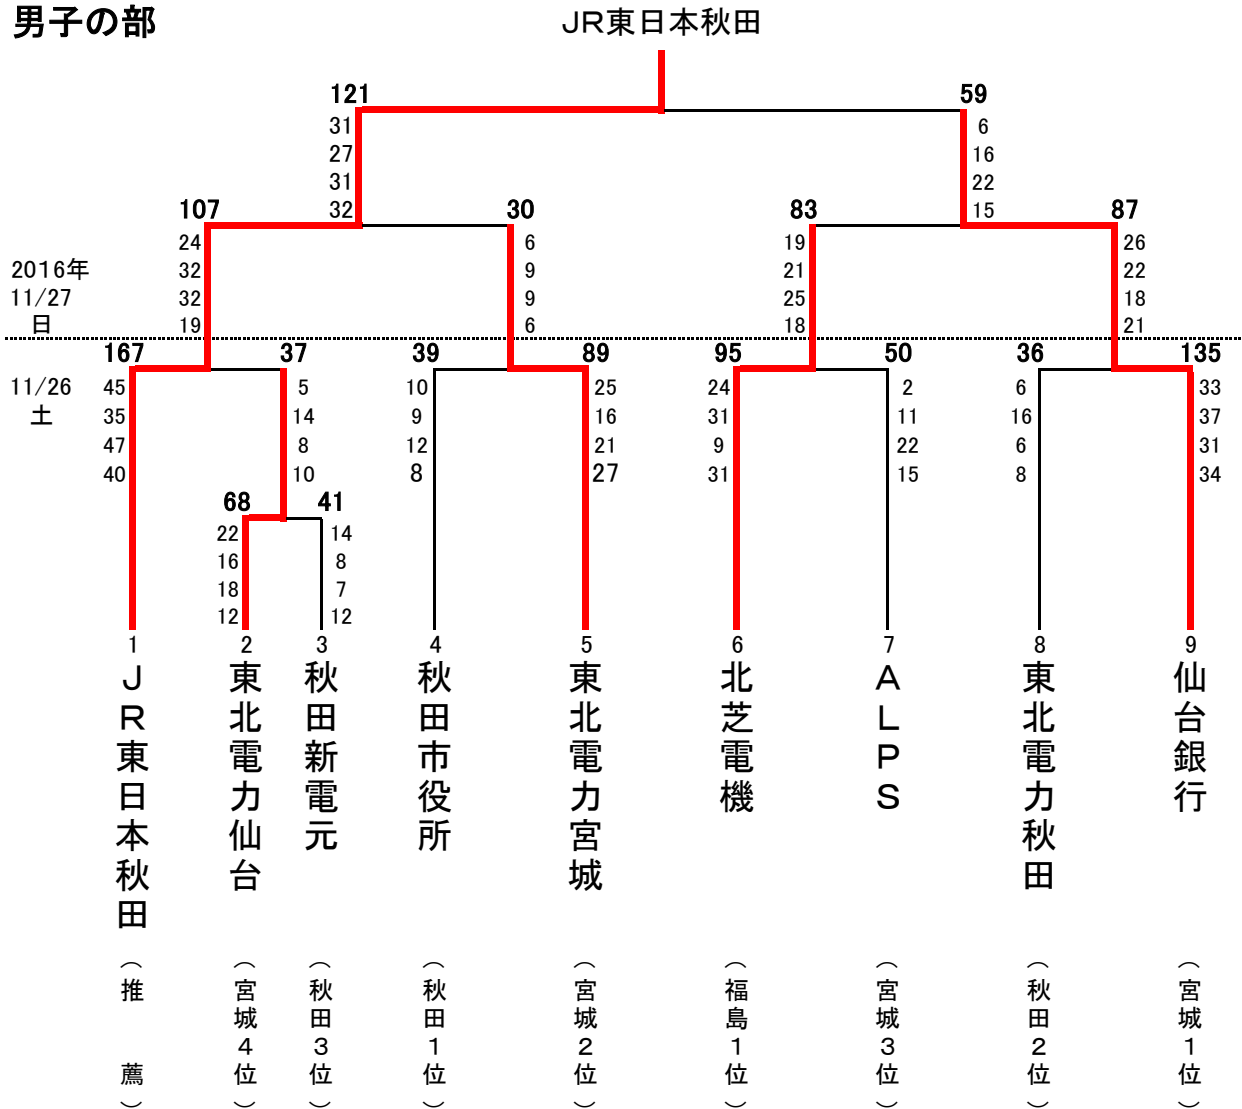 男子の部
JR東日本秋田
121 59
31 6
27 16
31 22
32 15
107 30 83 87
24 6 19 26
2016年 32 9 21 22
11/27 32 9 25 18
日 19 6 18 21
167 37 39 89 95 50 36 135
11/26 45 5 10 25 24 2 6 33
土 35 14 9 16 31 11 16 37
47 8 12 21 9 22 6 31
40 10 8 27 31 15 8 34
68 41
22 14
16 8
18 7
12 12
1 2 3 4 5 6 7 8 9
JR東日本秋田
東北電力仙台
秋田新電元
秋田市役所
東北電力宮城
北芝電機
ALPS
東北電力秋田
仙台銀行
(推薦)
(宮城4位)
(秋田3位)
(秋田1位)
(宮城2位)
(福島1位)
(宮城3位)
(秋田2位)
(宮城1位)